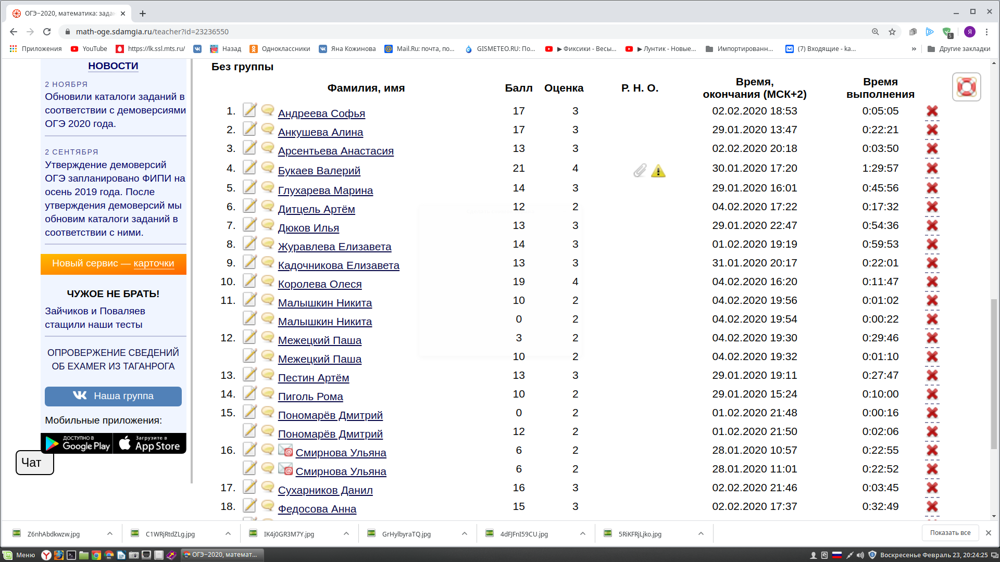 ОГЭ–2020, математика: зада
math-oge.sdamgia.ru/teacher?id=23236550
5
Я
Приложения
YouTube
https://lk.ssl.mts.ru/
Назад
Одноклассники
Яна Кожинова
Mail.Ru: почта, по...
GISMETEO.RU: По...
▶ Фиксики - Весы...
▶ Лунтик - Новые...
Импортированн...
(7) Входящие - ka...
»
Другие закладки
НОВОСТИ
2 НОЯБРЯ
Обновили каталоги заданий в
соответствии с демоверсиями
ОГЭ 2020 года.
2 СЕНТЯБРЯ
Утверждение демоверсий
ОГЭ запланировано ФИПИ на
осень 2019 года. После
утверждения демоверсий мы
обновим каталоги заданий в
соответствии с ними.
Новый сервис — карточки
ЧУЖОЕ НЕ БРАТЬ!
Зайчиков и Поваляев
стащили наши тесты
ОПРОВЕРЖЕНИЕ СВЕДЕНИЙ
ОБ EXAMER ИЗ ТАГАНРОГА
Наша группа
Мобильные приложения:
ДОСТУПНО В
Google Play
Загрузите в
App Store
Чат
Без группы
Фамилия, имя Балл Оценка Р. Н. О. Время, окончания (МСК+2) Время выполнения
1. Андреева Софья 17 3 02.02.2020 18:53 0:05:05
2. Анкушева Алина 17 3 29.01.2020 13:47 0:22:21
3. Арсентьева Анастасия 13 3 02.02.2020 20:18 0:03:50
4. Букаев Валерий 21 4 30.01.2020 17:20 1:29:57
5. Глухарева Марина 14 3 29.01.2020 16:01 0:45:56
6. Дитцель Артём 12 2 04.02.2020 17:22 0:17:32
7. Дюков Илья 13 3 29.01.2020 22:47 0:54:36
8. Журавлева Елизавета 14 3 01.02.2020 19:19 0:59:53
9. Кадочникова Елизавета 13 3 31.01.2020 20:17 0:22:01
10. Королева Олеся 19 4 04.02.2020 16:20 0:11:47
11. Малышкин Никита 10 2 04.02.2020 19:56 0:01:02
Малышкин Никита 0 2 04.02.2020 19:54 0:00:22
12. Межецкий Паша 3 2 04.02.2020 19:30 0:29:46
Межецкий Паша 10 2 04.02.2020 19:32 0:01:10
13. Пестин Артём 13 3 29.01.2020 19:11 0:27:47
14. Пиголь Рома 10 2 29.01.2020 15:24 0:10:00
15. Пономарёв Дмитрий 0 2 01.02.2020 21:48 0:00:16
Пономарёв Дмитрий 12 2 01.02.2020 21:50 0:02:06
16. Смирнова Ульяна 6 2 28.01.2020 10:57 0:22:55
Смирнова Ульяна 6 2 28.01.2020 11:01 0:22:52
17. Сухарников Данил 16 3 02.02.2020 21:46 0:03:45
18. Федосова Анна 15 3 02.02.2020 17:37 0:32:49
Z6nhAbdkwzw.jpg
C1WRjRtdZLg.jpg
IK4j0GR3M7Y.jpg
GrHylbyraTQ.jpg
4dFJFnI59CU.jpg
5RiKFRjLjko.jpg
Показать все
Меню
ОГЭ–2020, математ...
Воскресенье Февраль 23, 20:24:25